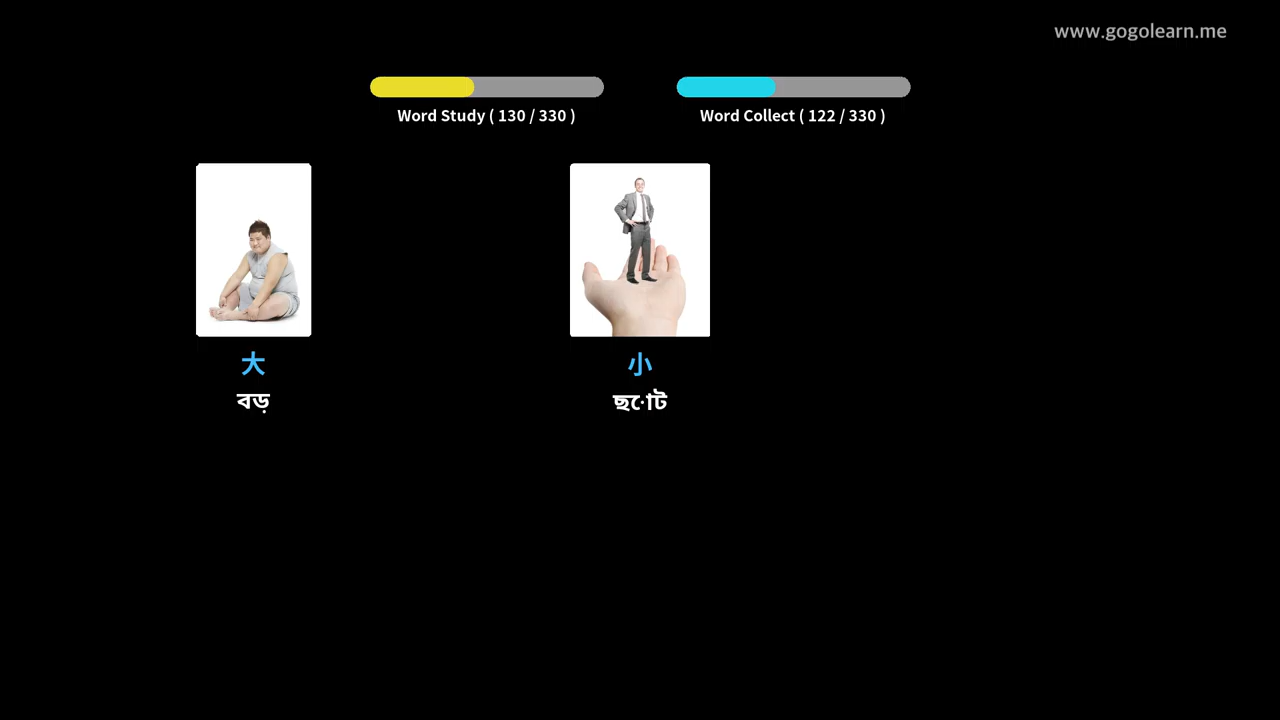 www.gogolearn.me
Word Study ( 130 / 330 )
Word Collect ( 122 / 330 )
大
বড়
小
ছোট